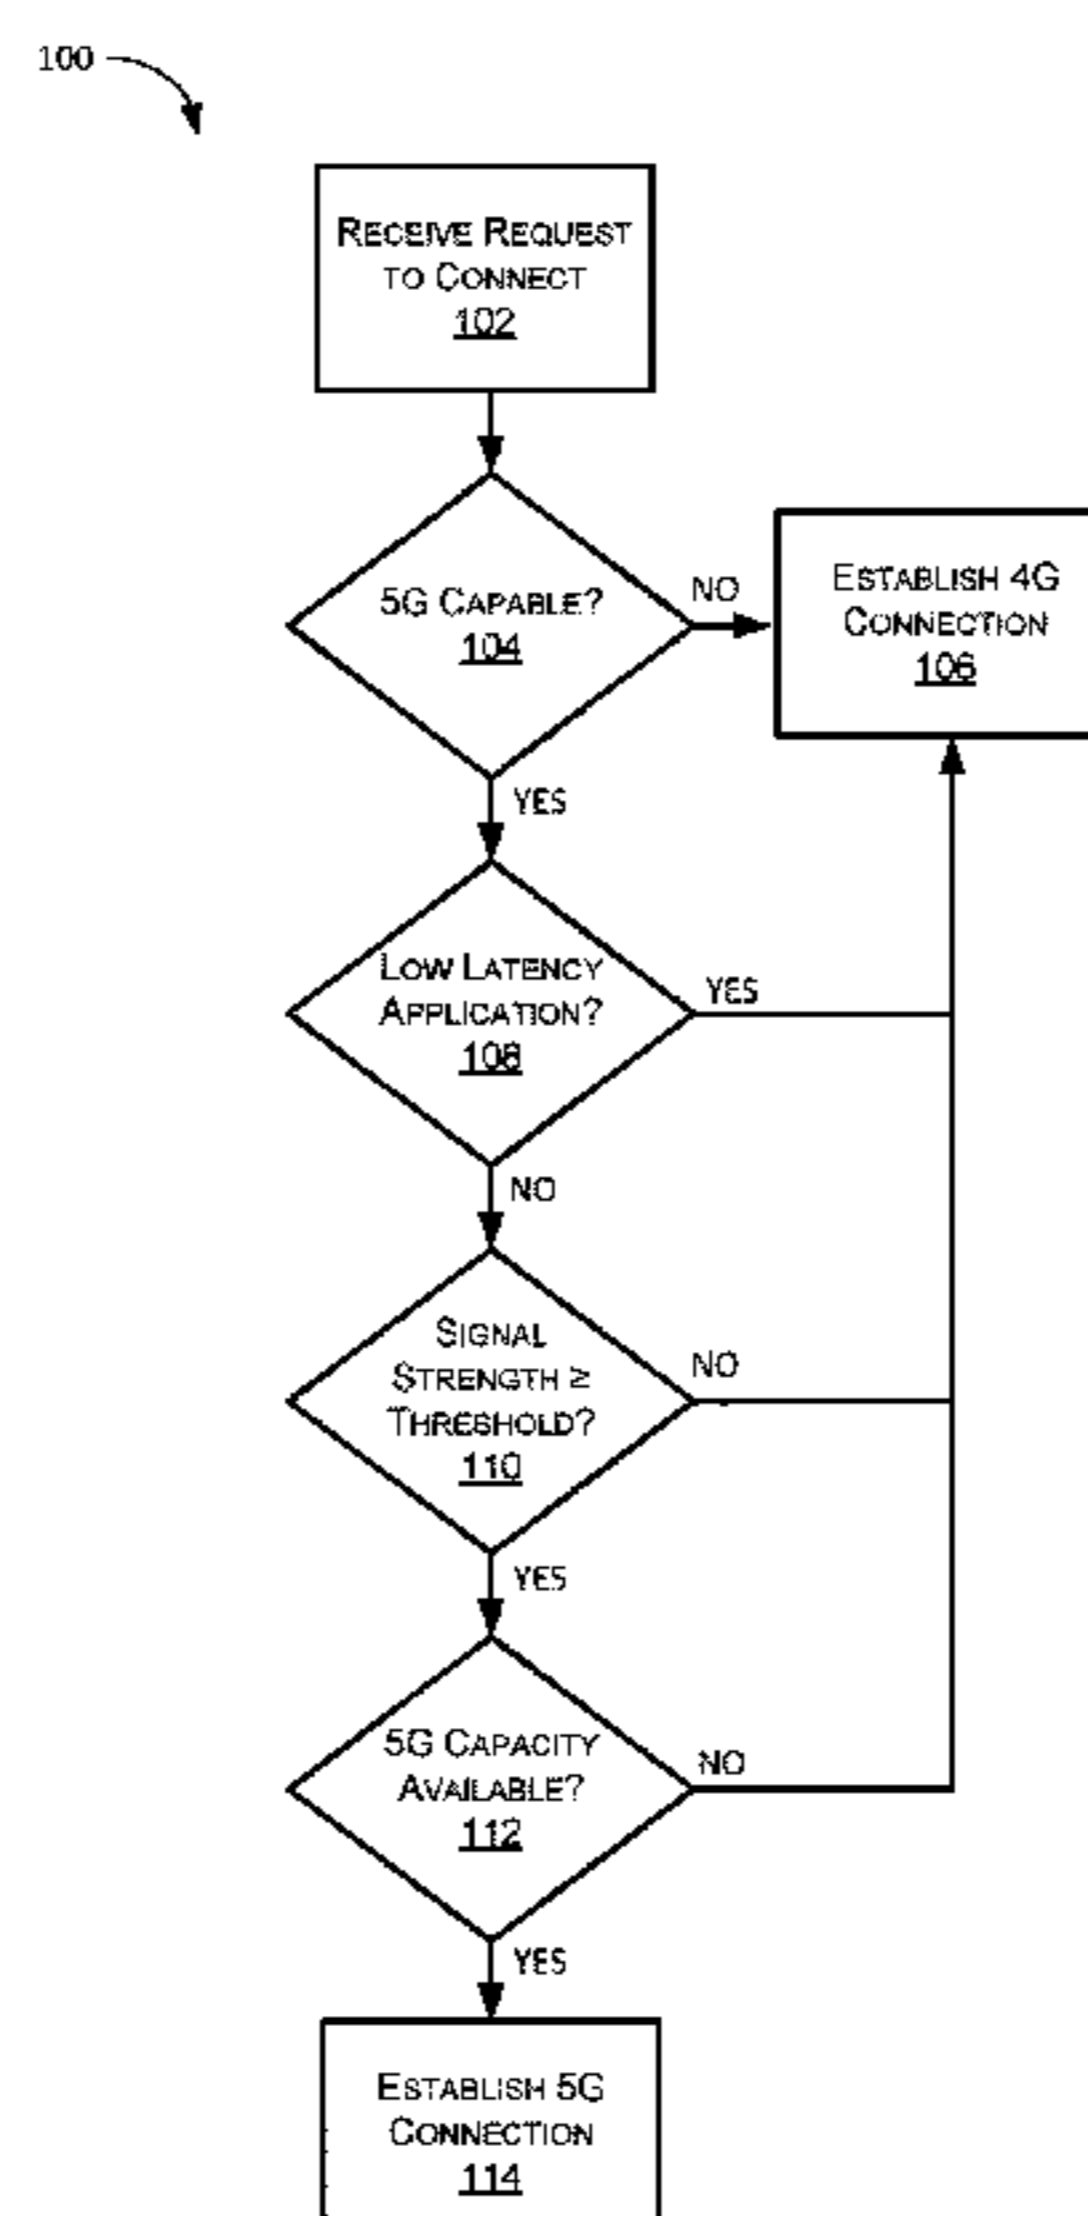 100
RECEIVE REQUEST
TO CONNECT
102
5G CAPABLE?
104
NO
ESTABLISH 4G
CONNECTION
106
YES
LOW LATENCY
APPLICATION?
108
YES
NO
SIGNAL
STRENGTH ≥
THRESHOLD?
110
NO
YES
5G CAPACITY
AVAILABLE?
112
NO
YES
ESTABLISH 5G
CONNECTION
114